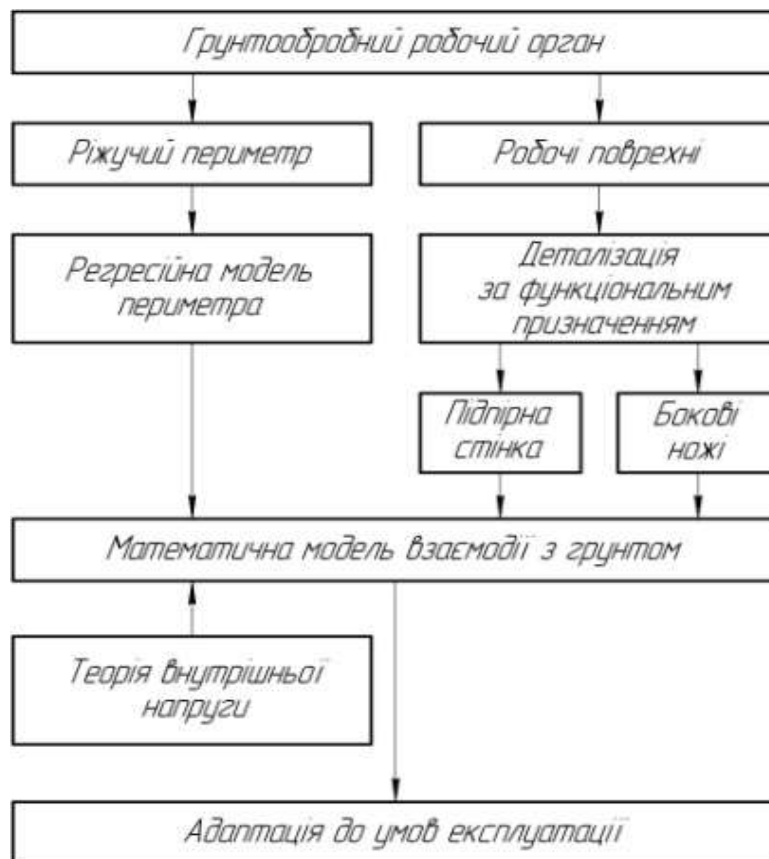 Грунтообробний робочий орган
Ріжучий периметр
Робочі поврехні
Регресійна модель
периметра
Деталізація
за функціональним
призначенням
Підпірна
стінка
Бокові
ножі
Математична модель взаємодії з грунтом
Теорія внутрішньої
напруги
Адаптація до умов експлуатації